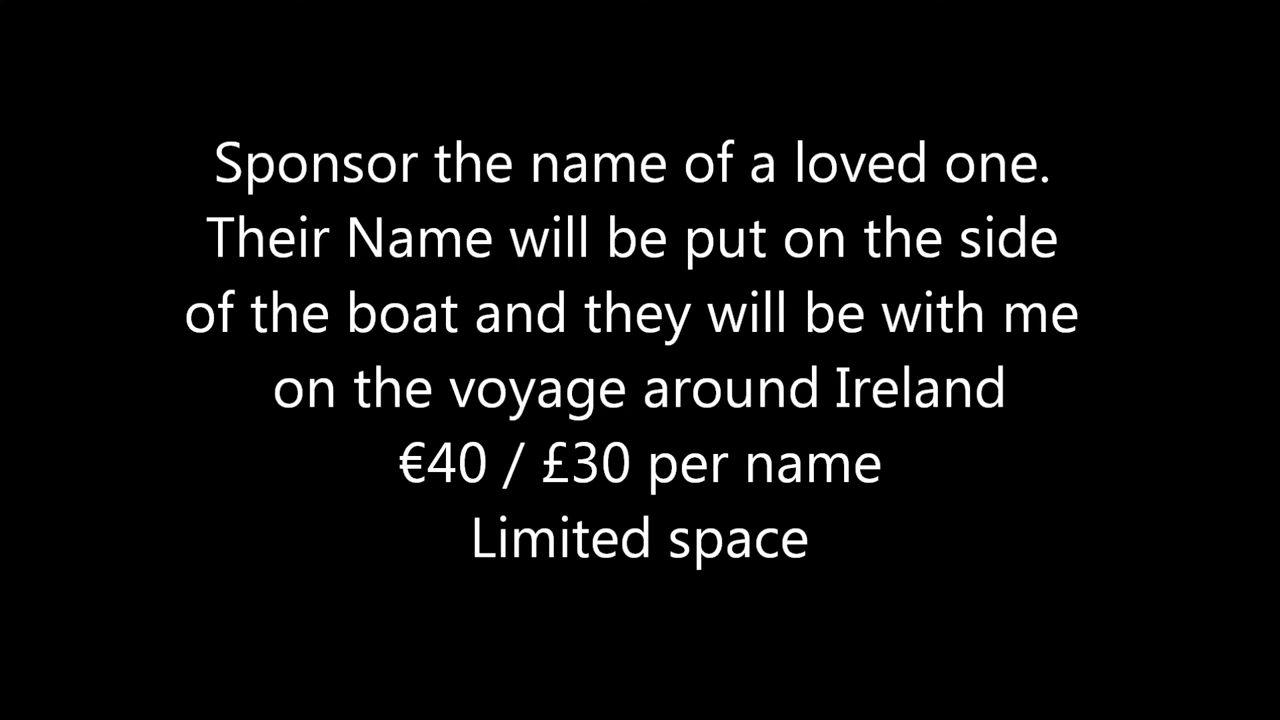 Sponsor the name of a loved one.
Their Name will be put on the side
of the boat and they will be with me
on the voyage around Ireland
€40 / £30 per name
Limited space